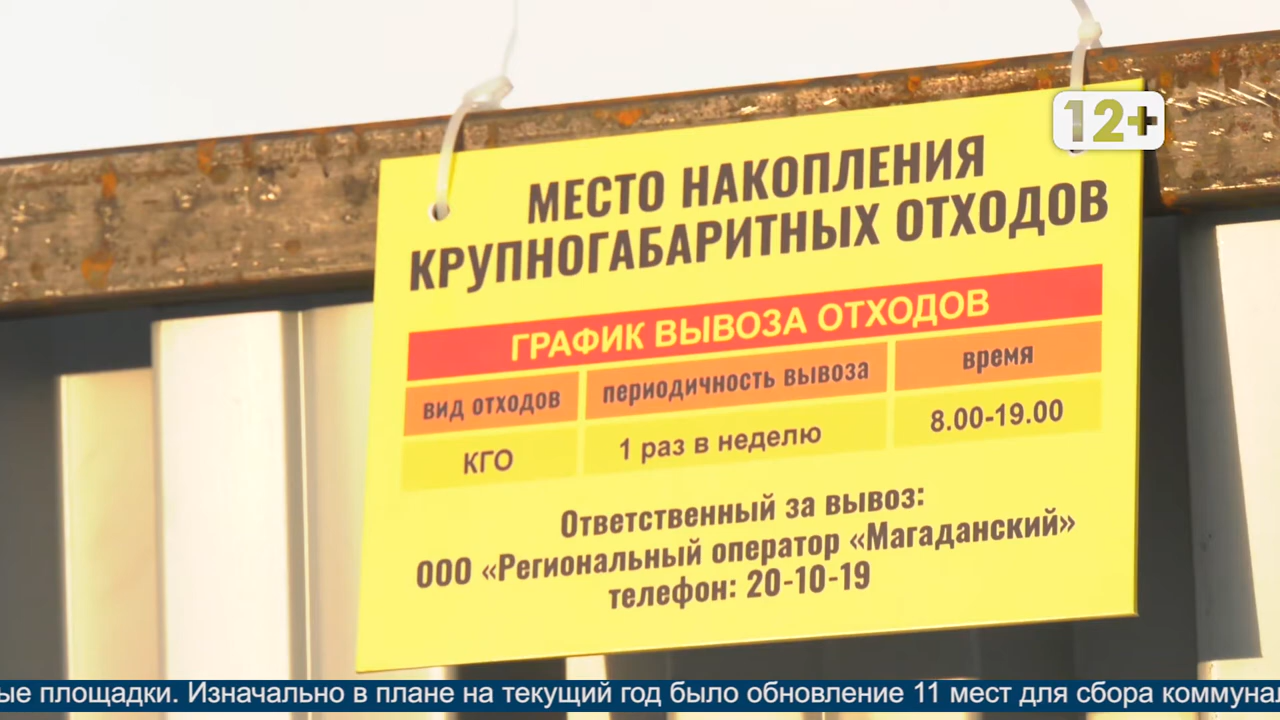 12+
МЕСТО НАКОПЛЕНИЯ
КРУПНОГАБАРИТНЫХ ОТХОДОВ
ГРАФИК ВЫВОЗА ОТХОДОВ
вид отходов периодичность вывоза время
КГО 1 раз в неделю 8.00-19.00
Ответственный за вывоз:
ООО «Региональный оператор «Магаданский»
телефон: 20-10-19
ые площадки. Изначально в плане на текущий год было обновление 11 мест для сбора коммунал